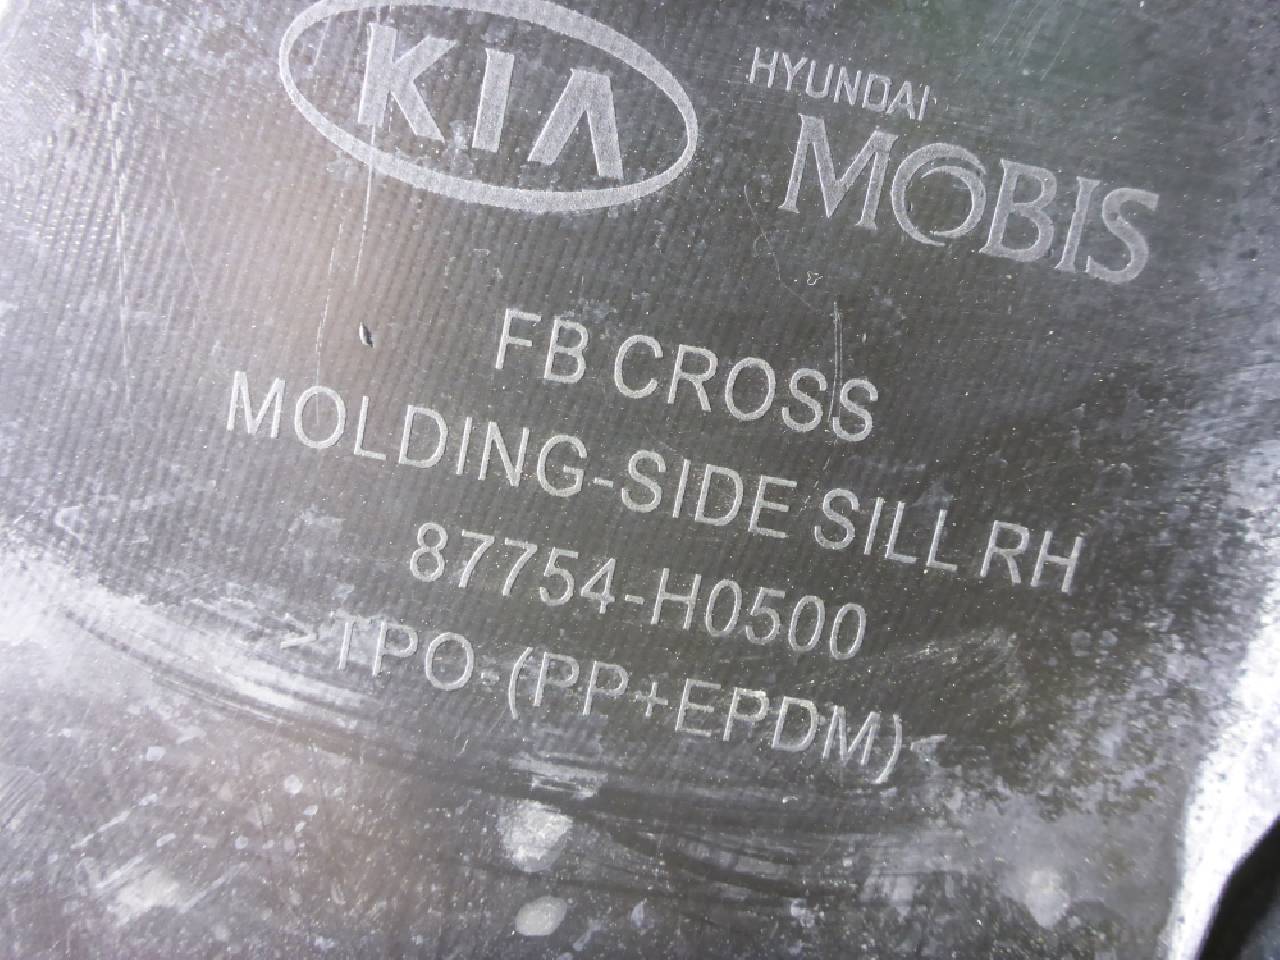 KIA
HYUNDAI
MOBIS
FB CROSS
MOLDING-SIDE SILL RH
87754-H0500
>TPO-(PP+EPDM)<